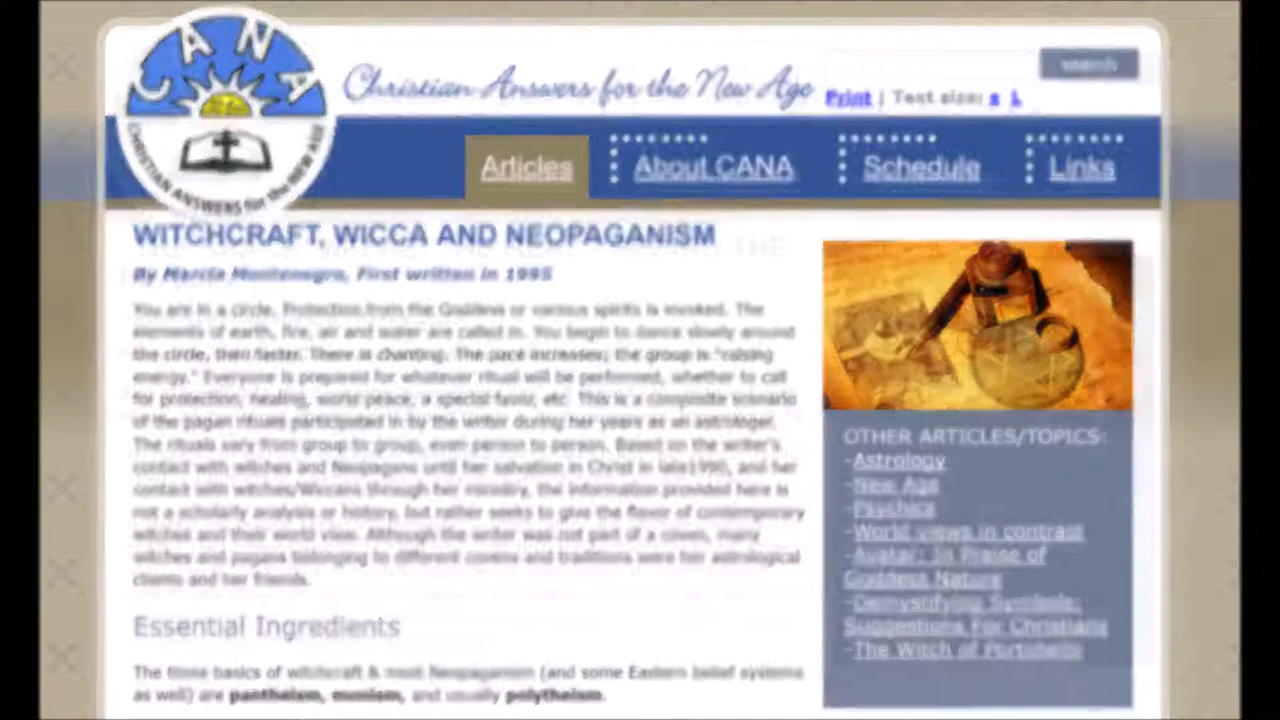 CANA
CHRISTIAN ANSWERS for the NEW AGE
Christian Answers for the New Age
search
Print | Text size: s L
Articles
About CANA
Schedule
Links
WITCHCRAFT, WICCA AND NEOPAGANISM
By Marcia Montenegro, First written in 1995
You are in a circle. Protection from the Goddess or various spirits is invoked. The
elements of earth, fire, air and water are called in. You begin to dance slowly around
the circle, then faster. There is chanting. The pace increases; the group is "raising
energy." Everyone is prepared for whatever ritual will be performed, whether to call
for protection, healing, world peace, a special favor, etc. This is a composite scenario
of the pagan rituals participated in by the writer during her years as an astrologer.
The rituals vary from group to group, even person to person. Based on the writer's
contact with witches and Neopagans until her salvation in Christ in late1990, and her
contact with witches/Wiccans through her ministry, the information provided here is
not a scholarly analysis or history, but rather seeks to give the flavor of contemporary
witches and their world view. Although the writer was not part of a coven, many
witches and pagans belonging to different covens and traditions were her astrological
clients and her friends.
Essential Ingredients
The three basics of witchcraft & most Neopaganism (and some Eastern belief systems
as well) are pantheism, monism, and usually polytheism.
OTHER ARTICLES/TOPICS:
-Astrology
-New Age
-Psychics
-World views in contrast
-Avatar: In Praise of
Goddess Nature
-Demystifying Symbols:
Suggestions For Christians
-The Witch of Portobello